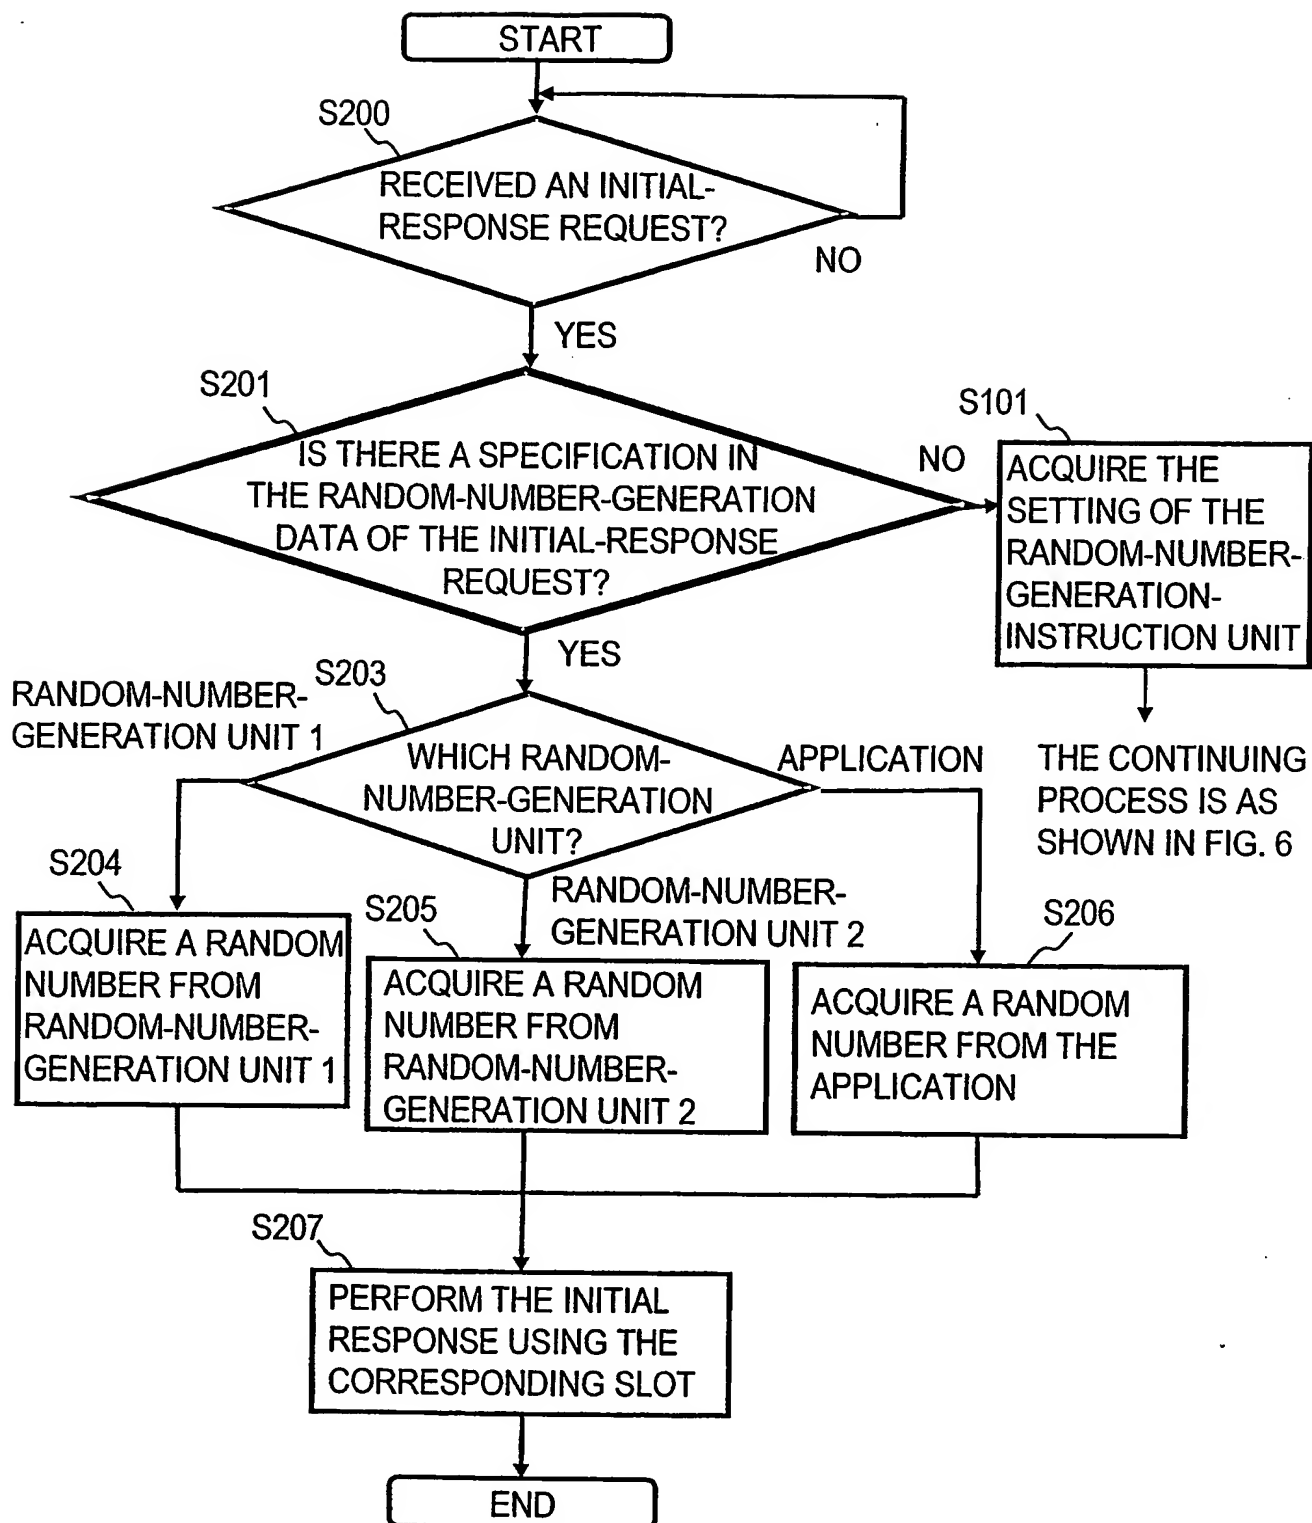 START
S200
RECEIVED AN INITIAL-
RESPONSE REQUEST?
NO
YES
S201
IS THERE A SPECIFICATION IN
THE RANDOM-NUMBER-GENERATION
DATA OF THE INITIAL-RESPONSE
REQUEST?
NO
S101
ACQUIRE THE
SETTING OF THE
RANDOM-NUMBER-
GENERATION-
INSTRUCTION UNIT
THE CONTINUING
PROCESS IS AS
SHOWN IN FIG. 6
YES
S203
WHICH RANDOM-
NUMBER-GENERATION
UNIT?
RANDOM-NUMBER-
GENERATION UNIT 1
S204
ACQUIRE A RANDOM
NUMBER FROM
RANDOM-NUMBER-
GENERATION UNIT 1
RANDOM-NUMBER-
GENERATION UNIT 2
S205
ACQUIRE A RANDOM
NUMBER FROM
RANDOM-NUMBER-
GENERATION UNIT 2
APPLICATION
S206
ACQUIRE A RANDOM
NUMBER FROM THE
APPLICATION
S207
PERFORM THE INITIAL
RESPONSE USING THE
CORRESPONDING SLOT
END